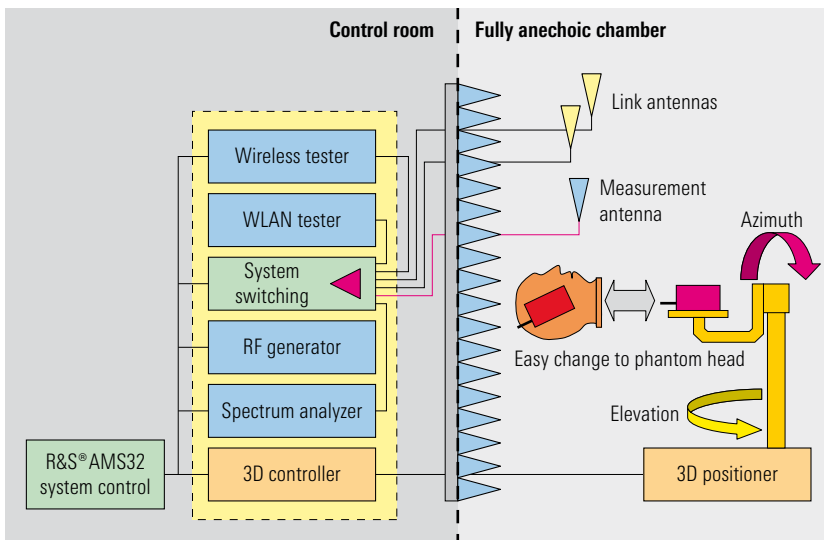 Control room
Fully anechoic chamber
Link antennas
Wireless tester
WLAN tester
Measurement
antenna
Azimuth
System
switching
RF generator
Easy change to phantom head
Spectrum analyzer
Elevation
R&S®AMS32
system control
3D controller
3D positioner